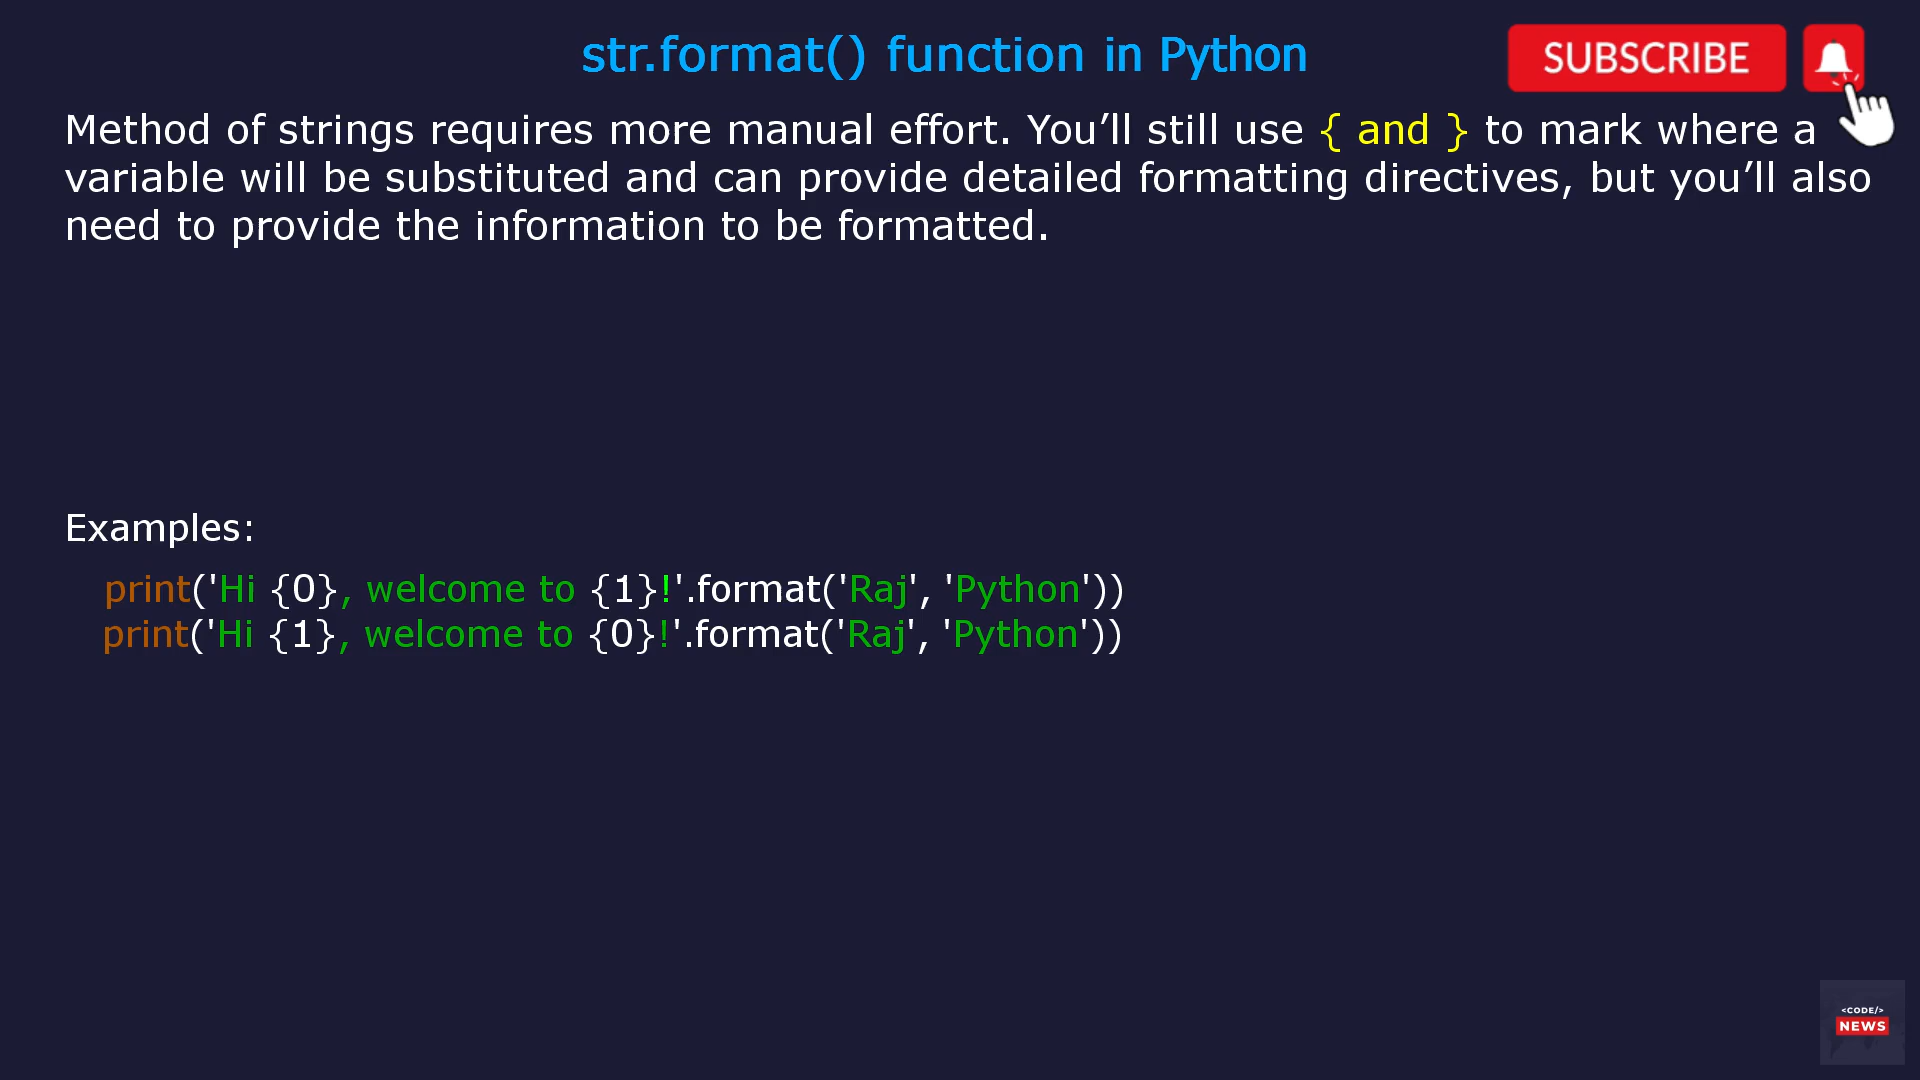 str.format() function in Python
SUBSCRIBE
Method of strings requires more manual effort. You’ll still use { and } to mark where a
variable will be substituted and can provide detailed formatting directives, but you’ll also
need to provide the information to be formatted.
Examples:
print('Hi {0}, welcome to {1}!'.format('Raj', 'Python'))
print('Hi {1}, welcome to {0}!'.format('Raj', 'Python'))
<CODE/>
NEWS